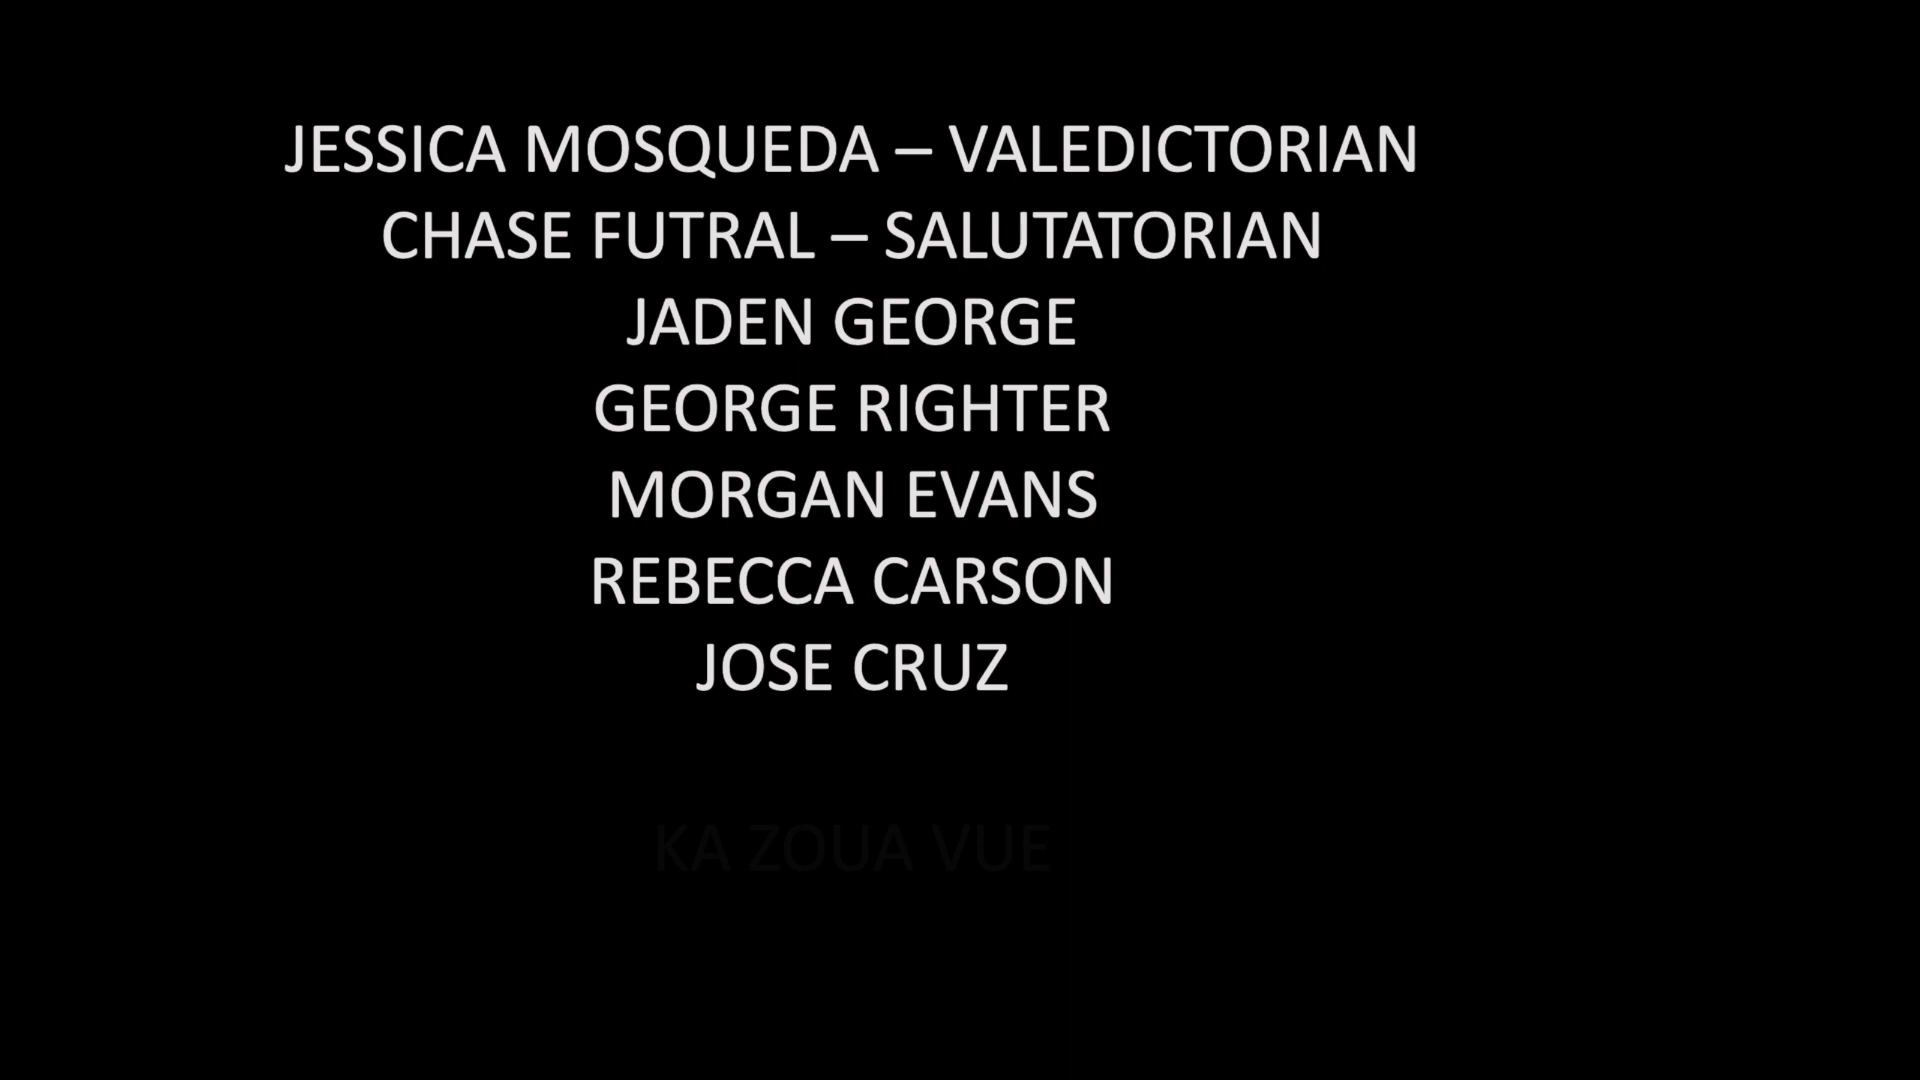 JESSICA MOSQUEDA – VALEDICTORIAN
CHASE FUTRAL – SALUTATORIAN
JADEN GEORGE
GEORGE RIGHTER
MORGAN EVANS
REBECCA CARSON
JOSE CRUZ
KA ZOUA VUE